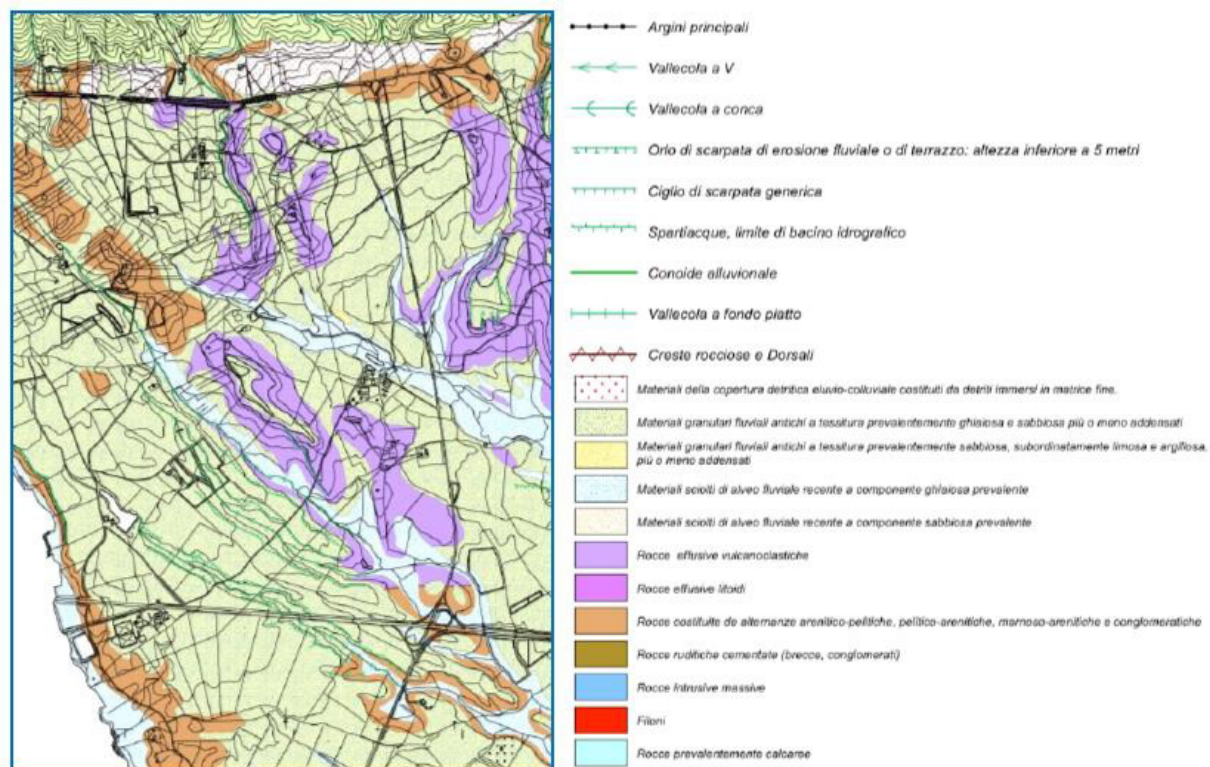 Argini principali
Vallecola a V
Vallecola a conca
Orlo di scarpata di erosione fluviale o di terrazzo: altezza inferiore a 5 metri
Ciglio di scarpata generica
Spartiacque, limite di bacino idrografico
Conoide alluvionale
Vallecola a fondo piatto
Creste rocciose e Dorsali
Materiali della copertura detritica eluvio-colluviale costituiti da detriti immersi in matrice fine.
Materiali granulari fluviali antichi a tessitura prevalentemente ghiaiosa e sabbiosa più o meno addensati
Materiali granulari fluviali antichi a tessitura prevalentemente sabbiosa, subordinatamente limosa e argillosa,
più o meno addensati
Materiali sciolti di alveo fluviale recente a componente ghiaiosa prevalente
Materiali sciolti di alveo fluviale recente a componente sabbiosa prevalente
Rocce effusive vulcanoclastiche
Rocce effusive litoidi
Rocce costituite da alternanze arenitico-pelitiche, pelitico-arenitiche, marnoso-arenitiche e conglomeratiche
Rocce ruditiche cementate (brecce, conglomerati)
Rocce intrusive massive
Filoni
Rocce prevalentemente calcaree